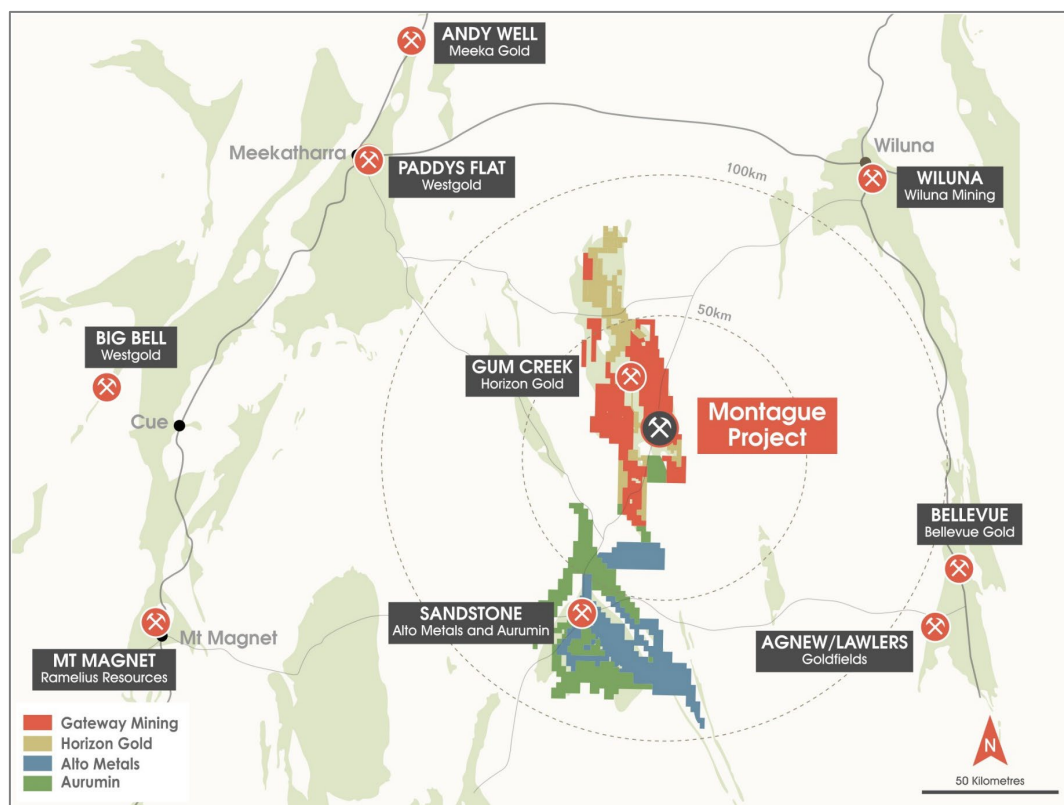 ANDY WELL
Meeka Gold
Meekatharra
PADDYS FLAT
Westgold
Wiluna
WILUNA
Wiluna Mining
100km
50km
BIG BELL
Westgold
GUM CREEK
Horizon Gold
Cue
Montague
Project
BELLEVUE
Bellevue Gold
SANDSTONE
Alto Metals and Aurumin
AGNEW/LAWLERS
Goldfields
Mt Magnet
MT MAGNET
Ramelius Resources
Gateway Mining
Horizon Gold
Alto Metals
Aurumin
N
50 Kilometres